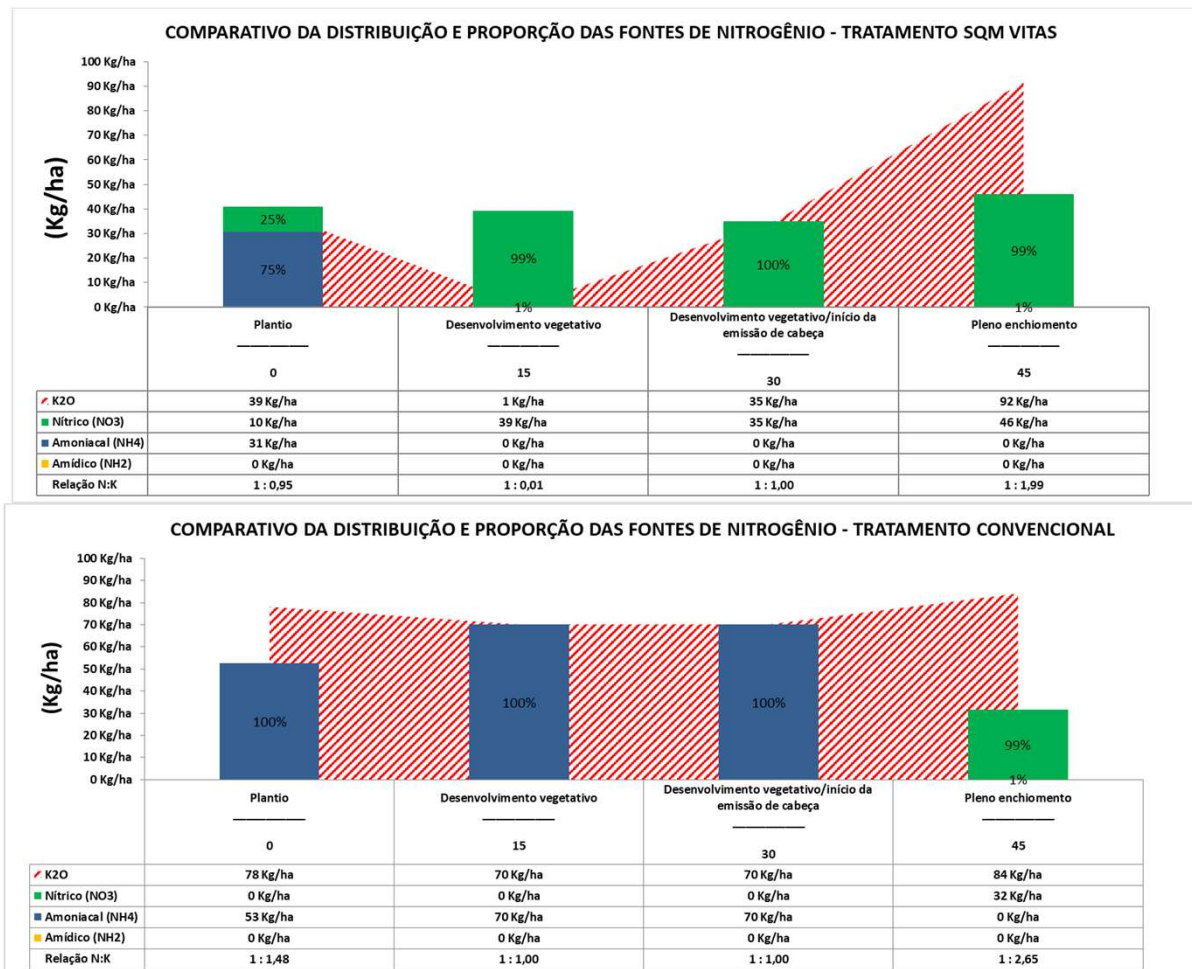 COMPARATIVO DA DISTRIBUIÇÃO E PROPORÇÃO DAS FONTES DE NITROGÊNIO - TRATAMENTO SQM VITAS
(Kg/ha)
100 Kg/ha
90 Kg/ha
80 Kg/ha
70 Kg/ha
60 Kg/ha
50 Kg/ha
40 Kg/ha
30 Kg/ha
20 Kg/ha
10 Kg/ha
0 Kg/ha
25%
75%
99%
1%
100%
99%
1%
Plantio
0
Desenvolvimento vegetativo
15
Desenvolvimento vegetativo/início da
emissão de cabeça
30
Pleno enchiomento
45
K2O 39 Kg/ha 1 Kg/ha 35 Kg/ha 92 Kg/ha
Nítrico (NO3) 10 Kg/ha 39 Kg/ha 35 Kg/ha 46 Kg/ha
Amoniacal (NH4) 31 Kg/ha 0 Kg/ha 0 Kg/ha 0 Kg/ha
Amídico (NH2) 0 Kg/ha 0 Kg/ha 0 Kg/ha 0 Kg/ha
Relação N:K 1 : 0,95 1 : 0,01 1 : 1,00 1 : 1,99
COMPARATIVO DA DISTRIBUIÇÃO E PROPORÇÃO DAS FONTES DE NITROGÊNIO - TRATAMENTO CONVENCIONAL
(Kg/ha)
100 Kg/ha
90 Kg/ha
80 Kg/ha
70 Kg/ha
60 Kg/ha
50 Kg/ha
40 Kg/ha
30 Kg/ha
20 Kg/ha
10 Kg/ha
0 Kg/ha
100%
100%
100%
99%
1%
Plantio
0
Desenvolvimento vegetativo
15
Desenvolvimento vegetativo/início da
emissão de cabeça
30
Pleno enchiomento
45
K2O 78 Kg/ha 70 Kg/ha 70 Kg/ha 84 Kg/ha
Nítrico (NO3) 0 Kg/ha 0 Kg/ha 0 Kg/ha 32 Kg/ha
Amoniacal (NH4) 53 Kg/ha 70 Kg/ha 70 Kg/ha 0 Kg/ha
Amídico (NH2) 0 Kg/ha 0 Kg/ha 0 Kg/ha 0 Kg/ha
Relação N:K 1 : 1,48 1 : 1,00 1 : 1,00 1 : 2,65